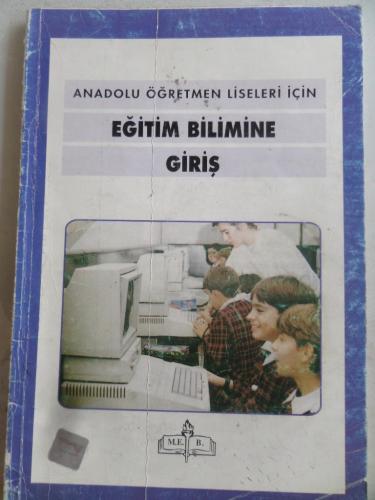 ANADOLU ÖĞRETMEN LİSELERİ İÇİN
EĞİTİM BİLİMİNE
GİRİŞ
M.E. B.